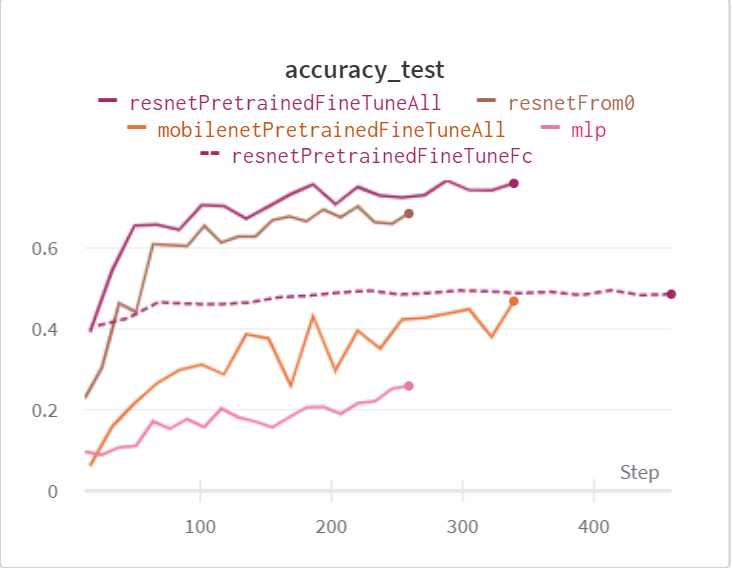 accuracy_test
resnetPretrainedFineTuneAll resnetFrom0
mobilenetPretrainedFineTuneAll mlp
resnetPretrainedFineTuneFc
0.6
0.4
0.2
0
Step
100 200 300 400